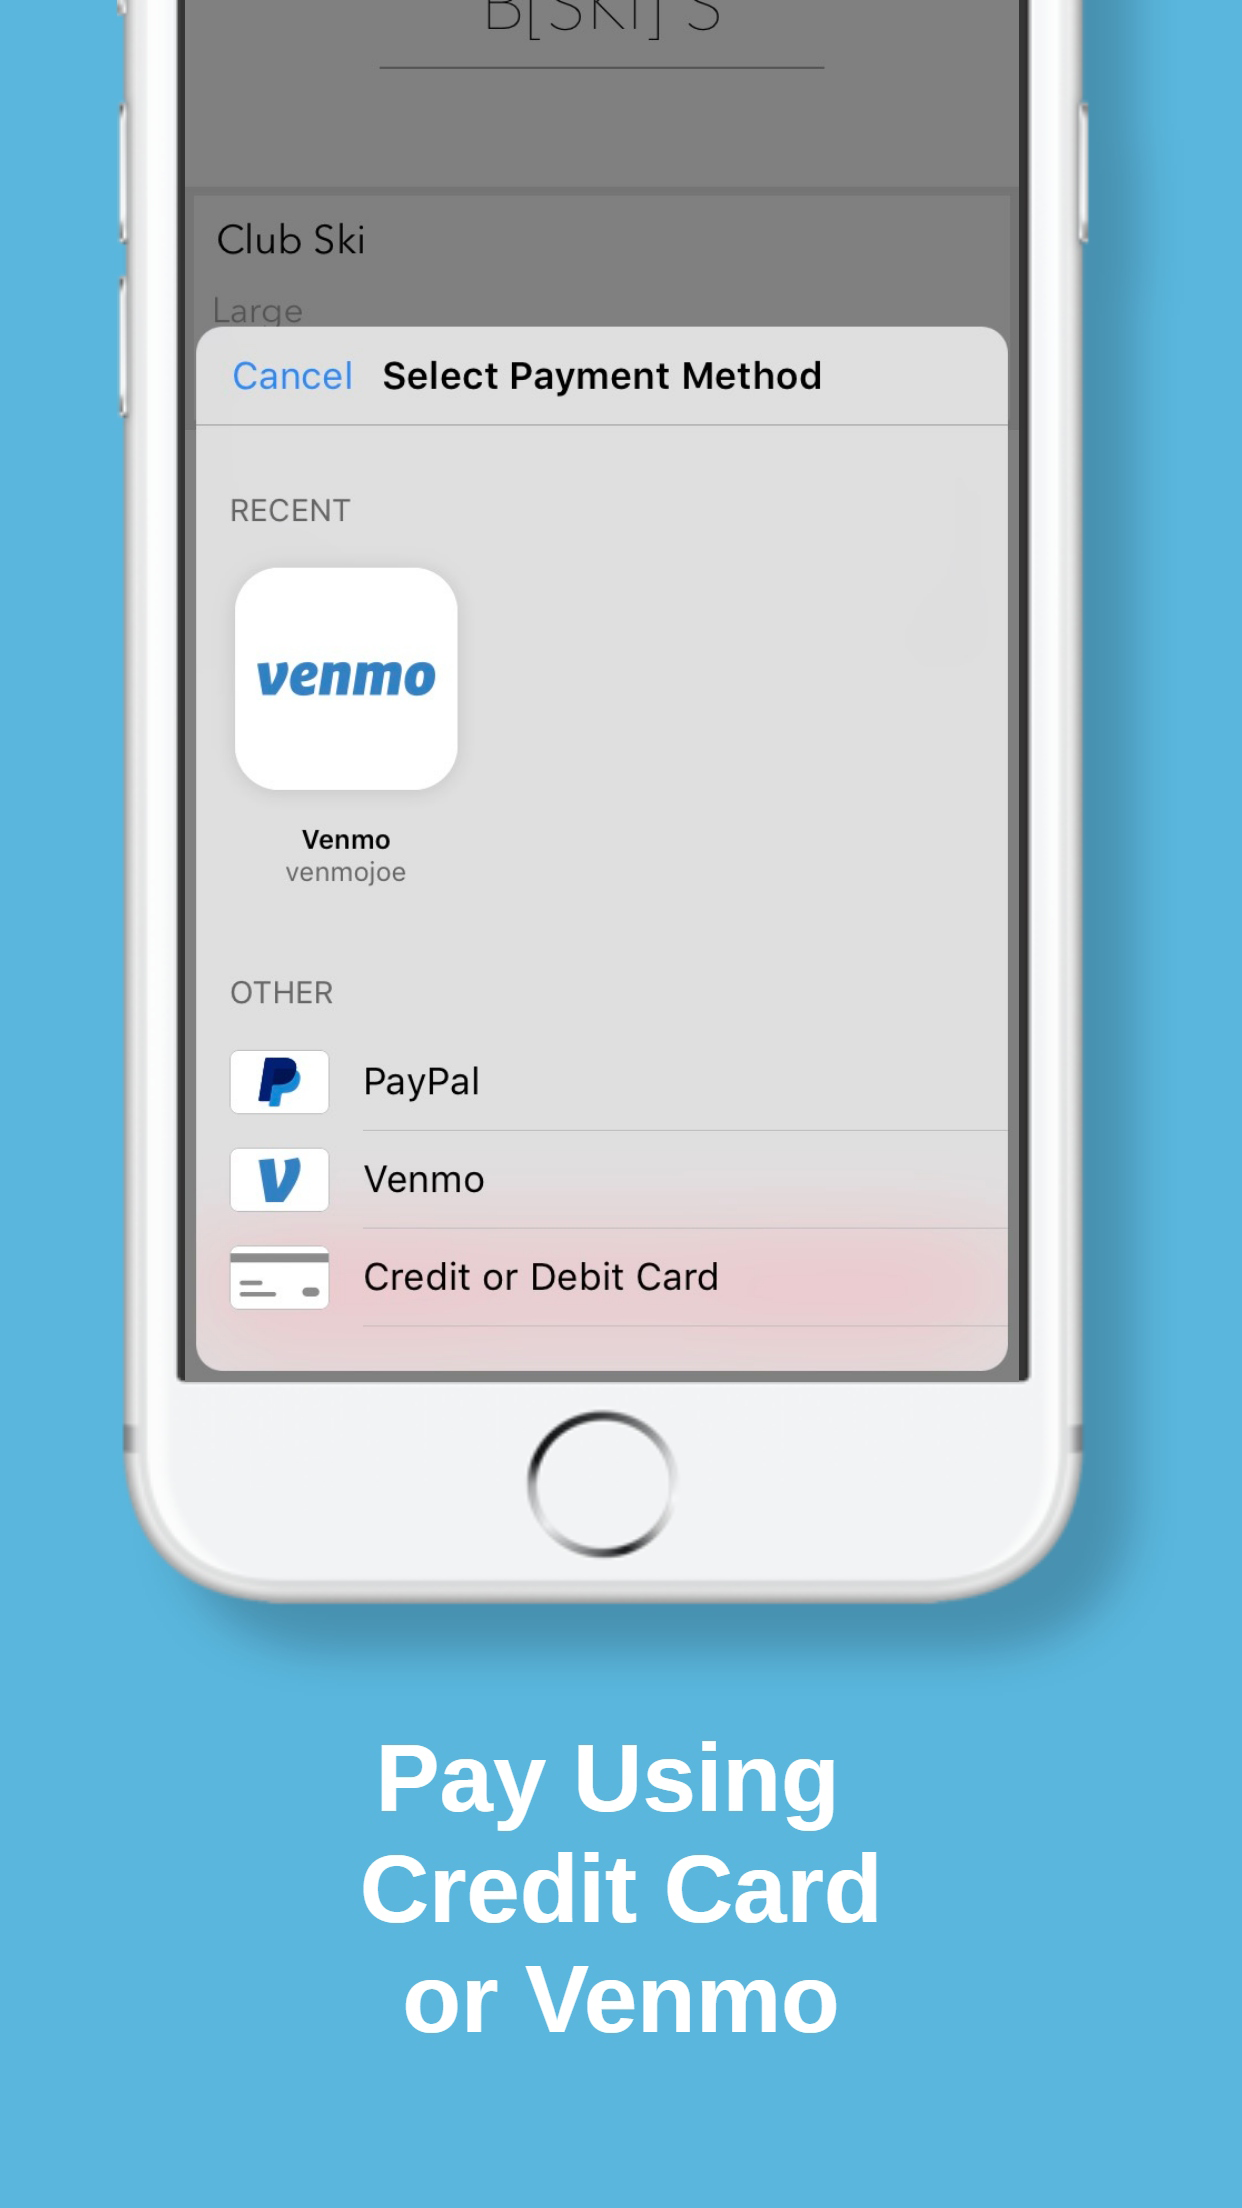 B[SKI]'S
Club Ski
Large
Cancel Select Payment Method
RECENT
venmo
Venmo
venmojoe
OTHER
PayPal
Venmo
Credit or Debit Card
Pay Using
Credit Card
or Venmo